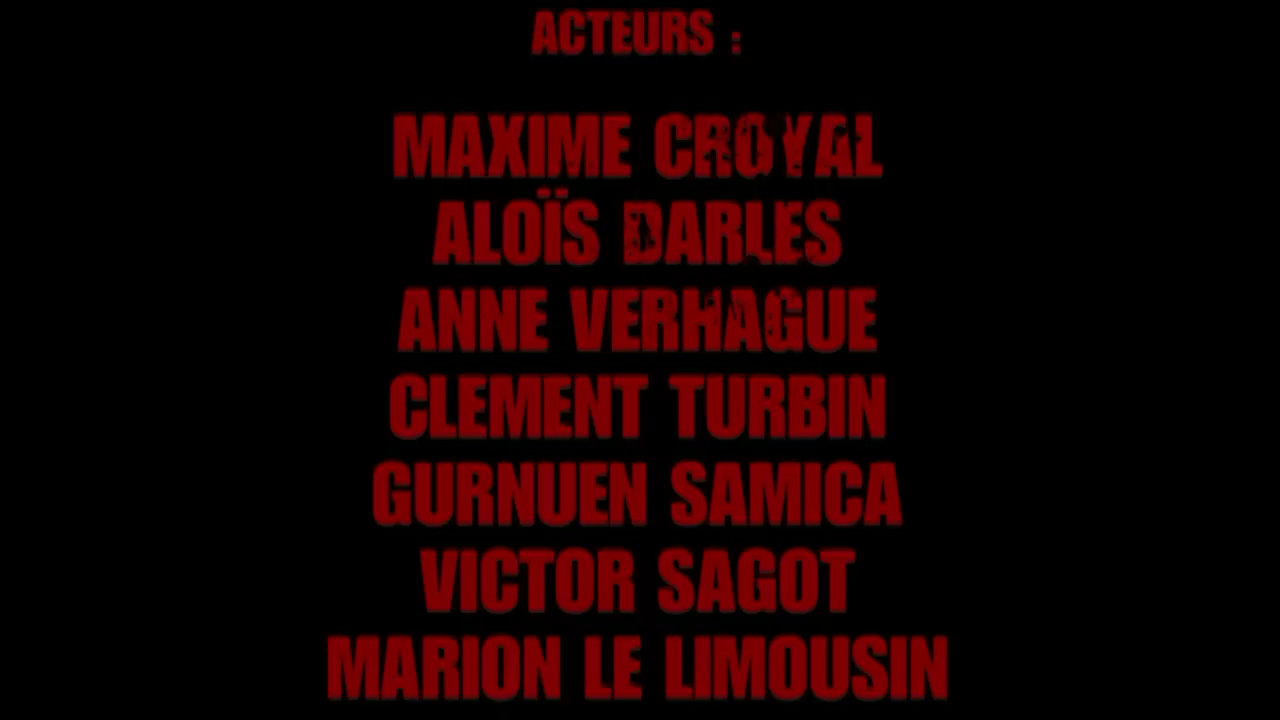 ACTEURS :
MAXIME CROYAL
ALOÏS DARLES
ANNE VERHAGUE
CLEMENT TURBIN
GURNUEN SAMICA
VICTOR SAGOT
MARION LE LIMOUSIN